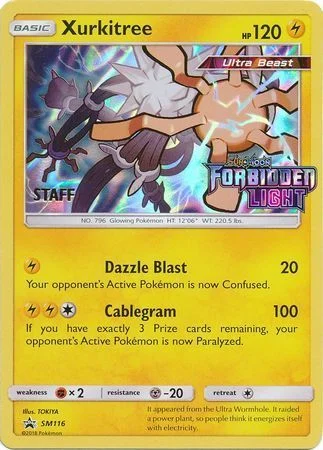 BASIC Xurkitree HP 120
Ultra Beast
SUN & MOON
FORBIDDEN
LIGHT
STAFF
NO. 796 Glowing Pokémon HT: 12'06" WT: 220.5 lbs.
Dazzle Blast 20
Your opponent's Active Pokémon is now Confused.
Cablegram 100
If you have exactly 3 Prize cards remaining, your
opponent's Active Pokémon is now Paralyzed.
weakness ×2 resistance -20 retreat
Illus. TOKIYA
SM116
©2018 Pokémon
It appeared from the Ultra Wormhole. It raided
a power plant, so people think it energizes itself
with electricity.